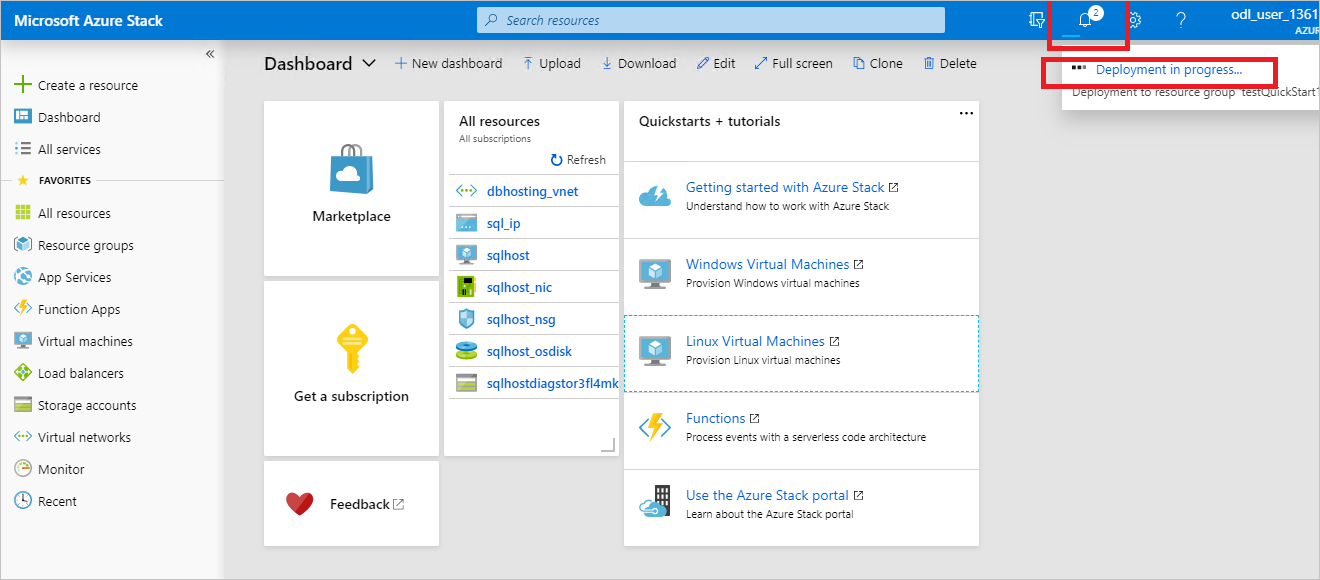 Microsoft Azure Stack
Search resources
2
?
odl_user_1361
AZUR
«
Create a resource
Dashboard
All services
FAVORITES
All resources
Resource groups
App Services
Function Apps
Virtual machines
Load balancers
Storage accounts
Virtual networks
Monitor
Recent
Dashboard
New dashboard
Upload
Download
Edit
Full screen
Clone
Delete
Marketplace
Get a subscription
Feedback
All resources
All subscriptions
Refresh
dbhosting_vnet
sql_ip
sqlhost
sqlhost_nic
sqlhost_nsg
sqlhost_osdisk
sqlhostdiagstor3fl4mk
Quickstarts + tutorials
Getting started with Azure Stack
Understand how to work with Azure Stack
Windows Virtual Machines
Provision Windows virtual machines
Linux Virtual Machines
Provision Linux virtual machines
Functions
Process events with a serverless code architecture
Use the Azure Stack portal
Learn about the Azure Stack portal
Deployment in progress...
Deployment to resource group 'testQuickStart1